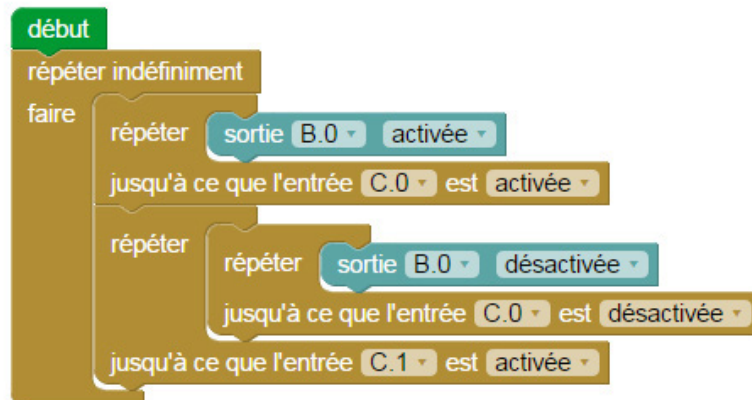 début
répéter indéfiniment
faire
répéter sortie B.0 activée
jusqu'à ce que l'entrée C.0 est activée
répéter
répéter sortie B.0 désactivée
jusqu'à ce que l'entrée C.0 est désactivée
jusqu'à ce que l'entrée C.1 est activée